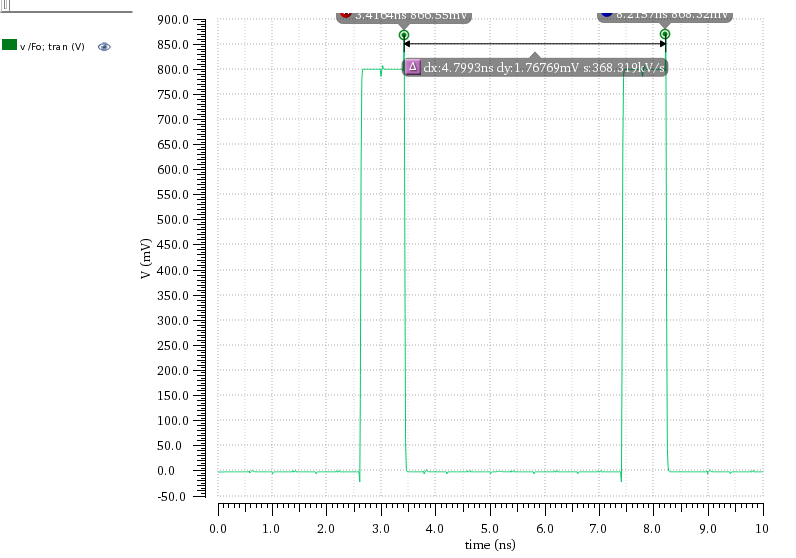 3.4164ns 866.55mV
8.2157ns 868.32mV
v /Fo; tran (V)
900.0
850.0
800.0
750.0
700.0
650.0
600.0
550.0
500.0
450.0
400.0
350.0
300.0
250.0
200.0
150.0
100.0
50.0
0.0
-50.0
V (mV)
Δ dx:4.7993ns dy:1.76769mV s:368.319kV/s
0.0 1.0 2.0 3.0 4.0 5.0 6.0 7.0 8.0 9.0 10
time (ns)